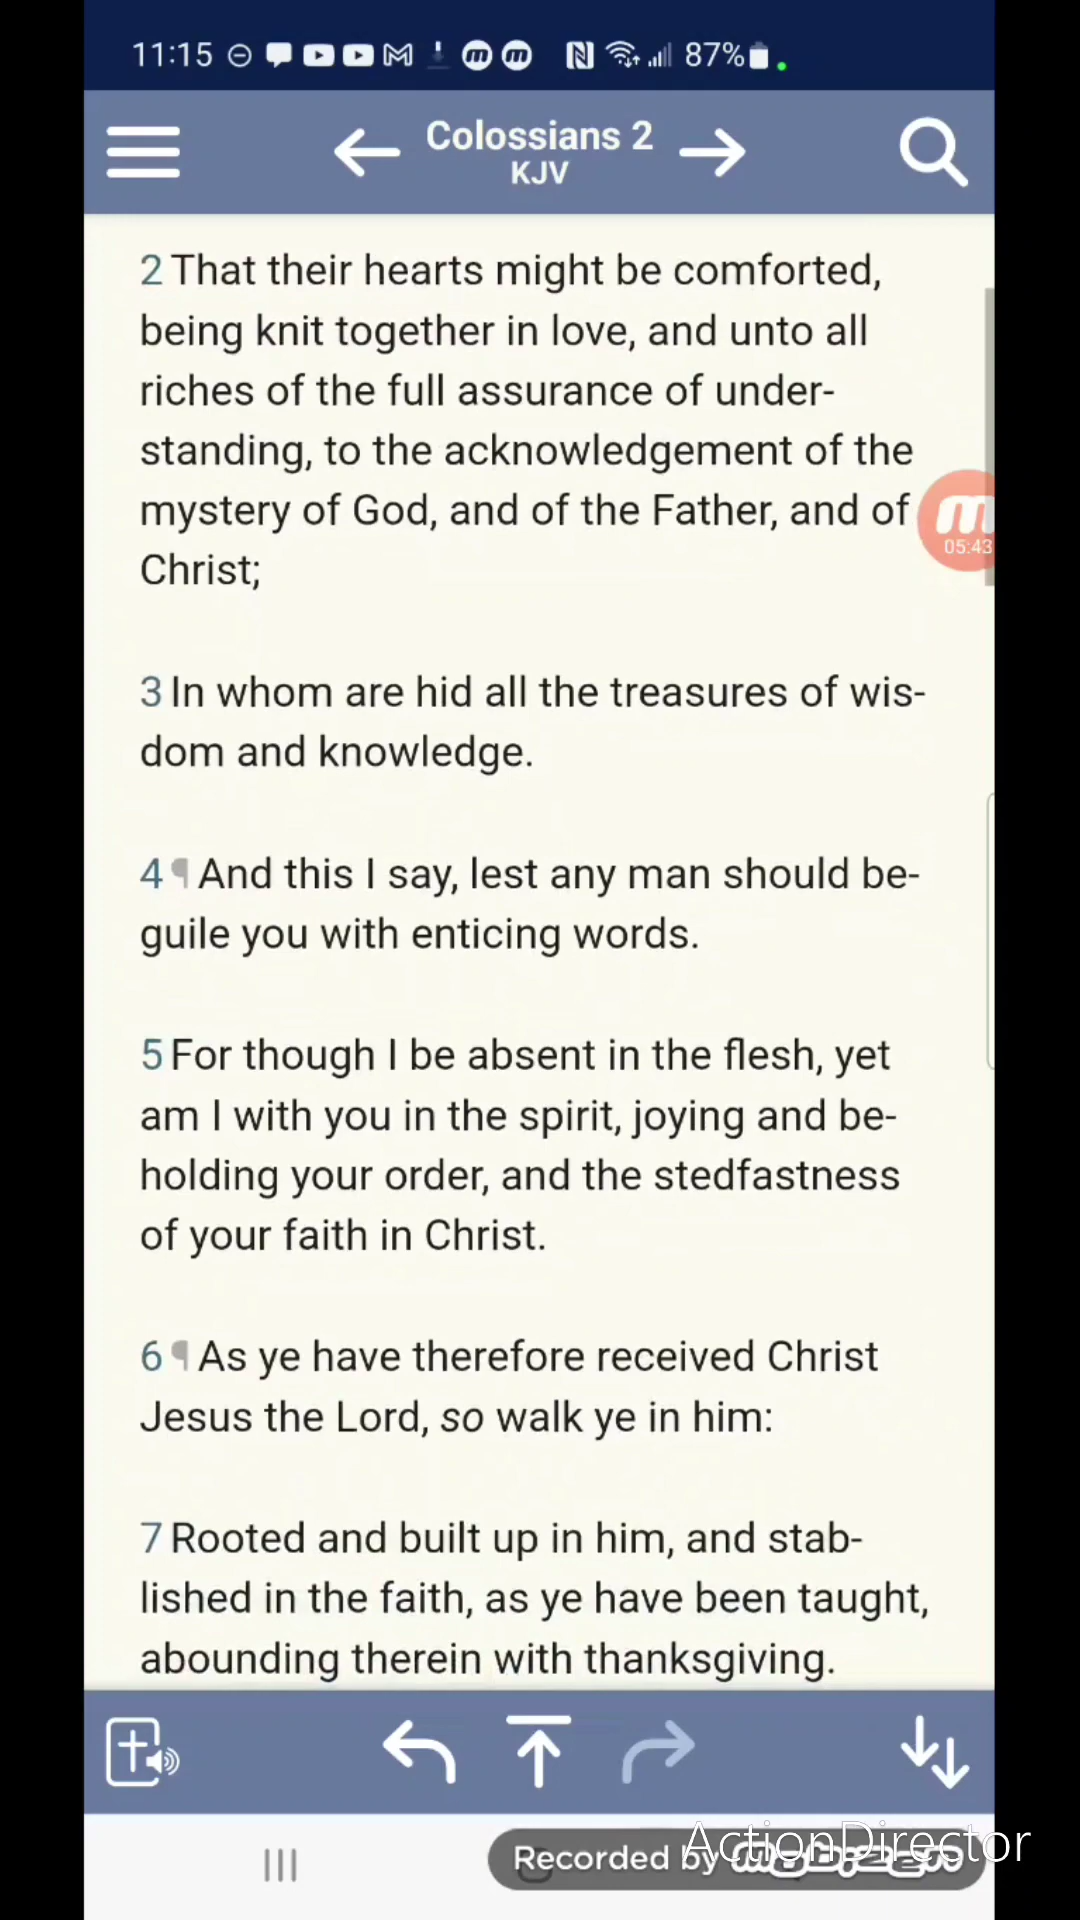 11:15 87%
Colossians 2
KJV
2 That their hearts might be comforted,
being knit together in love, and unto all
riches of the full assurance of under-
standing, to the acknowledgement of the
mystery of God, and of the Father, and of
Christ;
05:43
3 In whom are hid all the treasures of wis-
dom and knowledge.
4 ¶ And this I say, lest any man should be-
guile you with enticing words.
5 For though I be absent in the flesh, yet
am I with you in the spirit, joying and be-
holding your order, and the stedfastness
of your faith in Christ.
6 ¶ As ye have therefore received Christ
Jesus the Lord, so walk ye in him:
7 Rooted and built up in him, and stab-
lished in the faith, as ye have been taught,
abounding therein with thanksgiving.
ActionDirector
Recorded by mobizen